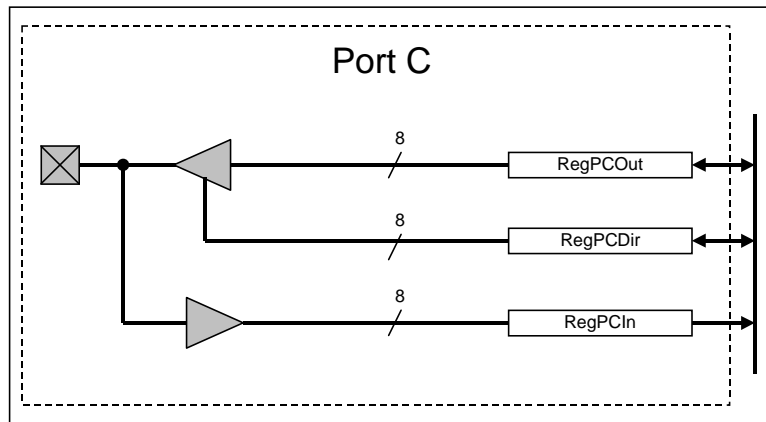 Port C
8
RegPCOut
8
RegPCDir
8
RegPCIn